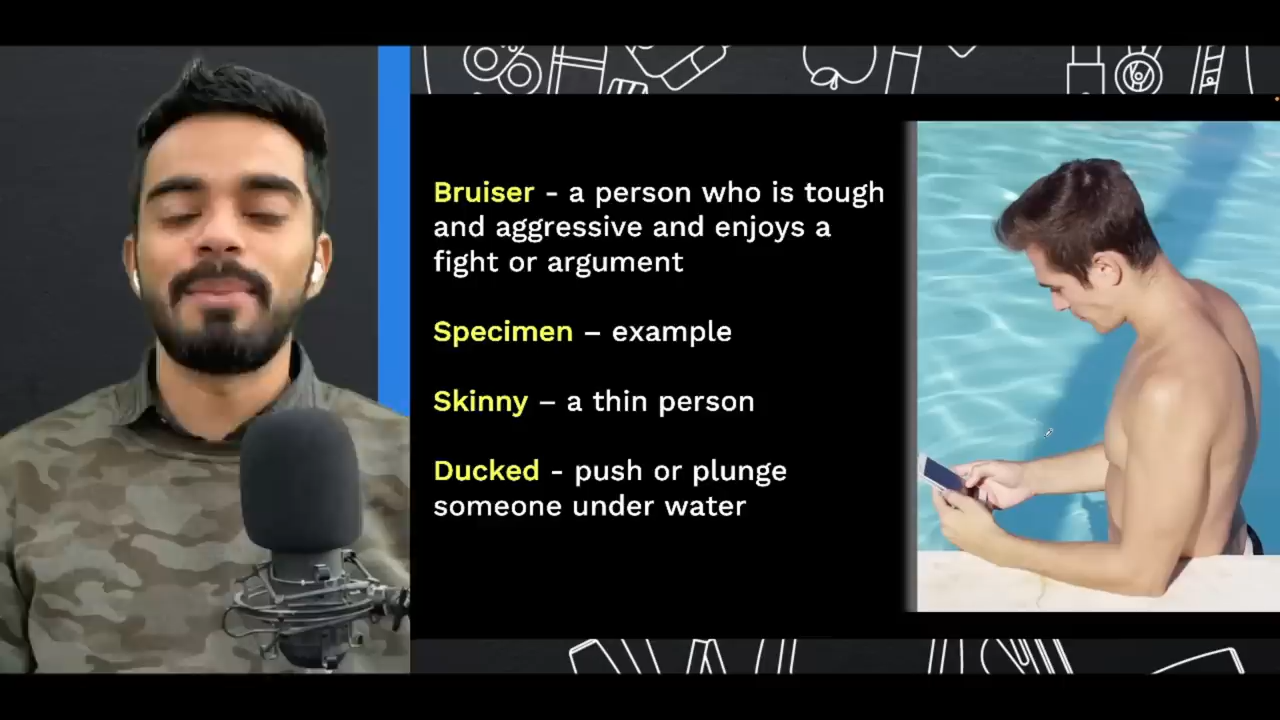 Bruiser - a person who is tough
and aggressive and enjoys a
fight or argument
Specimen – example
Skinny – a thin person
Ducked - push or plunge
someone under water